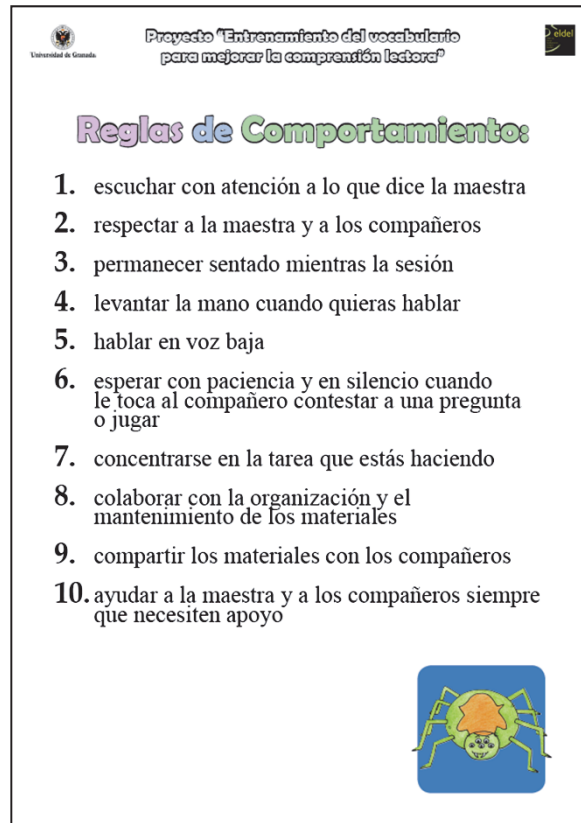 Universidad de Granada
Proyecto "Entrenamiento del vocabulario
para mejorar la comprensión lectora"
eldel
Reglas de Comportamiento:
1. escuchar con atención a lo que dice la maestra
2. respectar a la maestra y a los compañeros
3. permanecer sentado mientras la sesión
4. levantar la mano cuando quieras hablar
5. hablar en voz baja
6. esperar con paciencia y en silencio cuando
le toca al compañero contestar a una pregunta
o jugar
7. concentrarse en la tarea que estás haciendo
8. colaborar con la organización y el
mantenimiento de los materiales
9. compartir los materiales con los compañeros
10. ayudar a la maestra y a los compañeros siempre
que necesiten apoyo